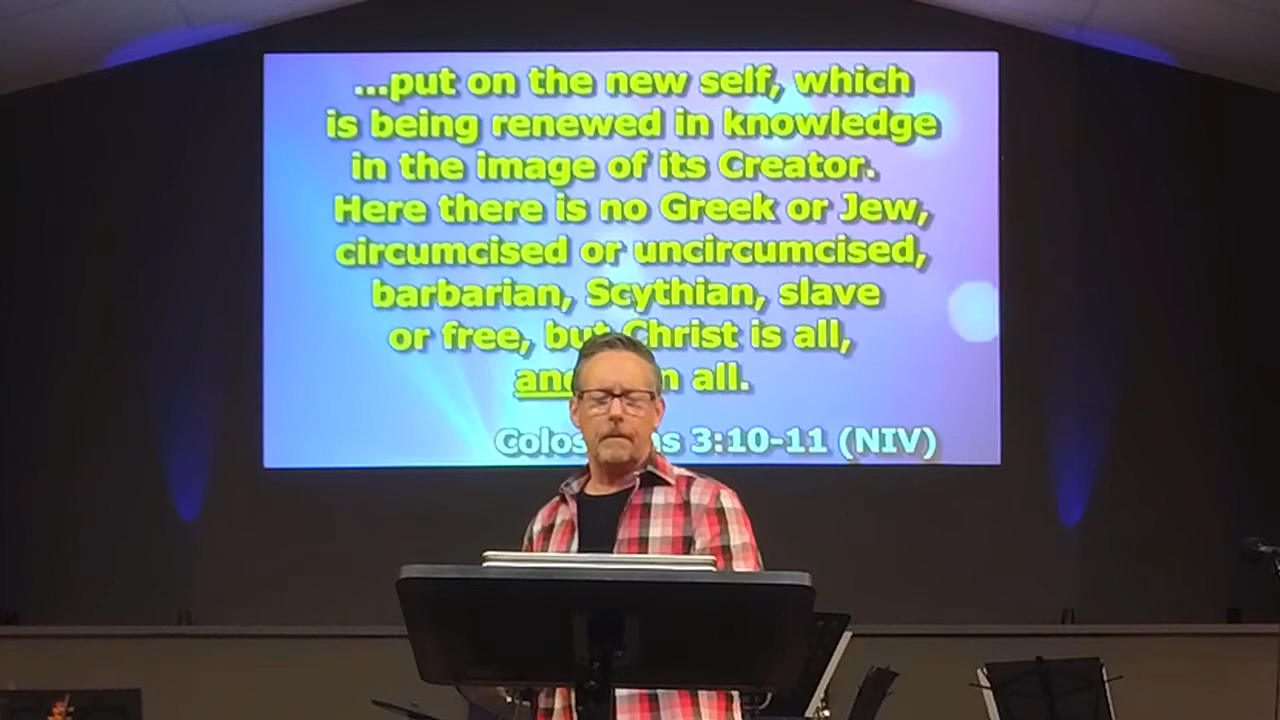 ...put on the new self, which
is being renewed in knowledge
in the image of its Creator.
Here there is no Greek or Jew,
circumcised or uncircumcised,
barbarian, Scythian, slave
or free, but Christ is all,
and all.
3:10-11 (NIV)